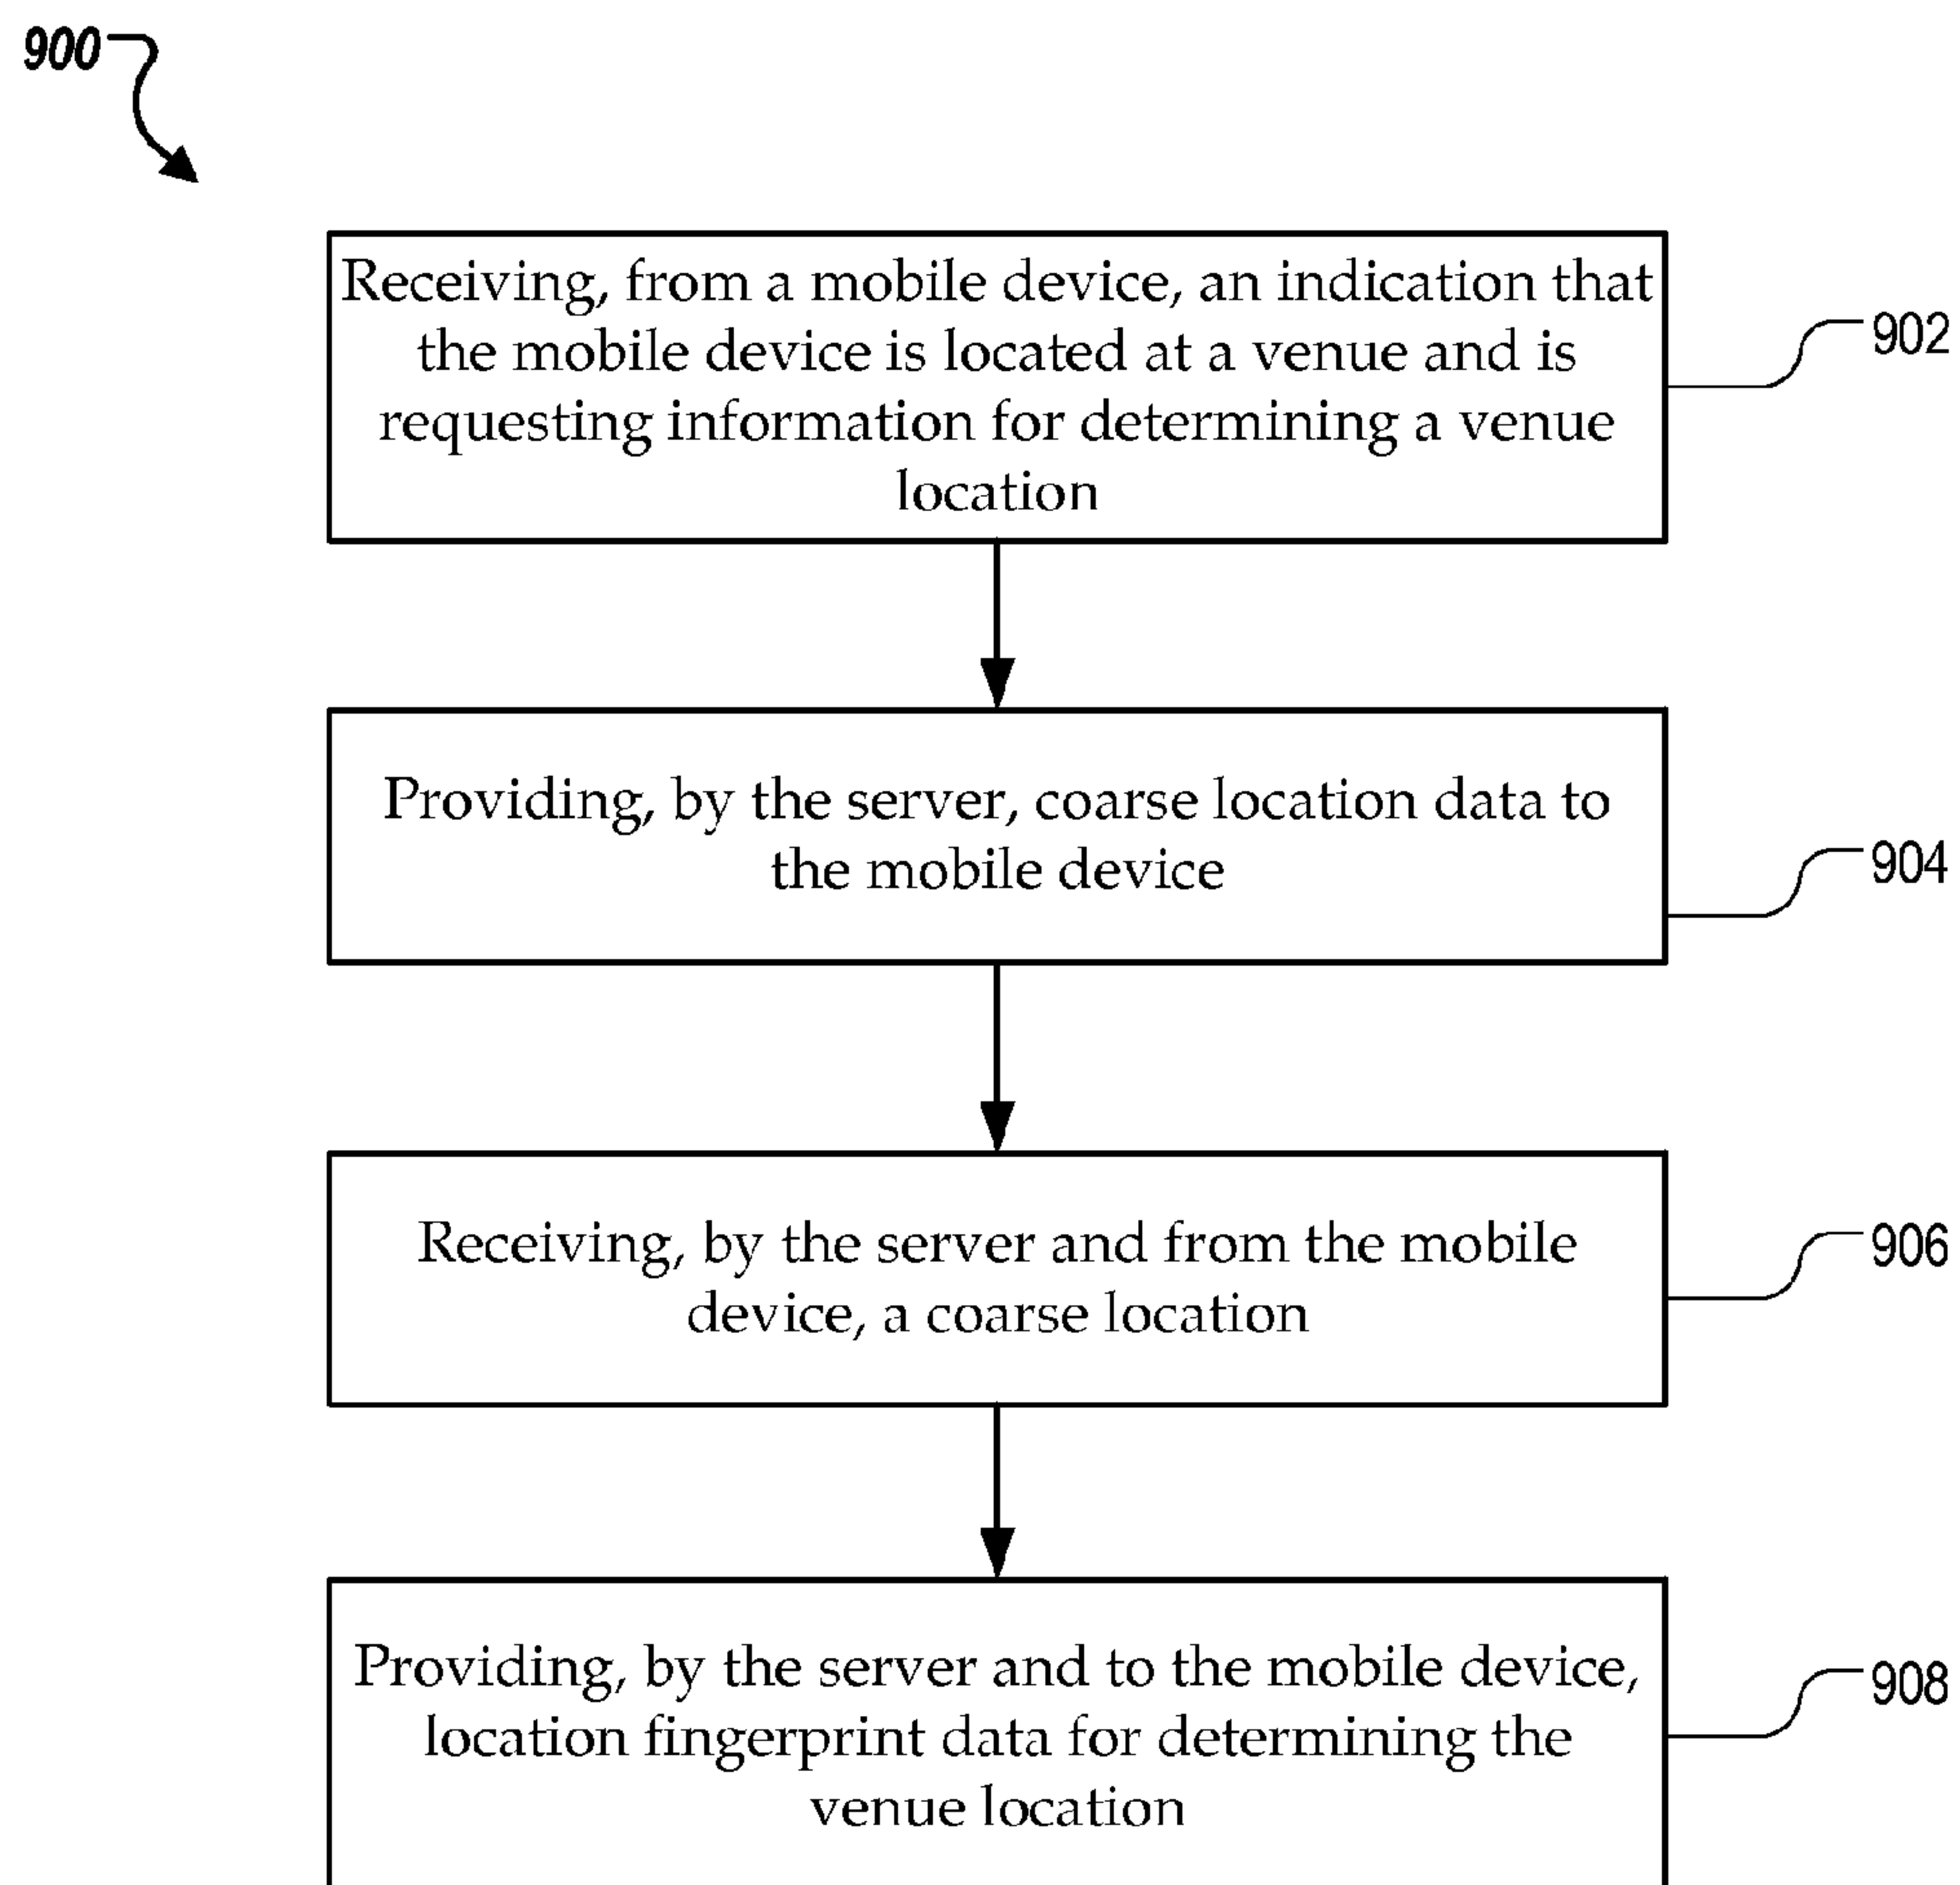 900
Receiving, from a mobile device, an indication that
the mobile device is located at a venue and is
requesting information for determining a venue
location
902
Providing, by the server, coarse location data to
the mobile device
904
Receiving, by the server and from the mobile
device, a coarse location
906
Providing, by the server and to the mobile device,
location fingerprint data for determining the
venue location
908